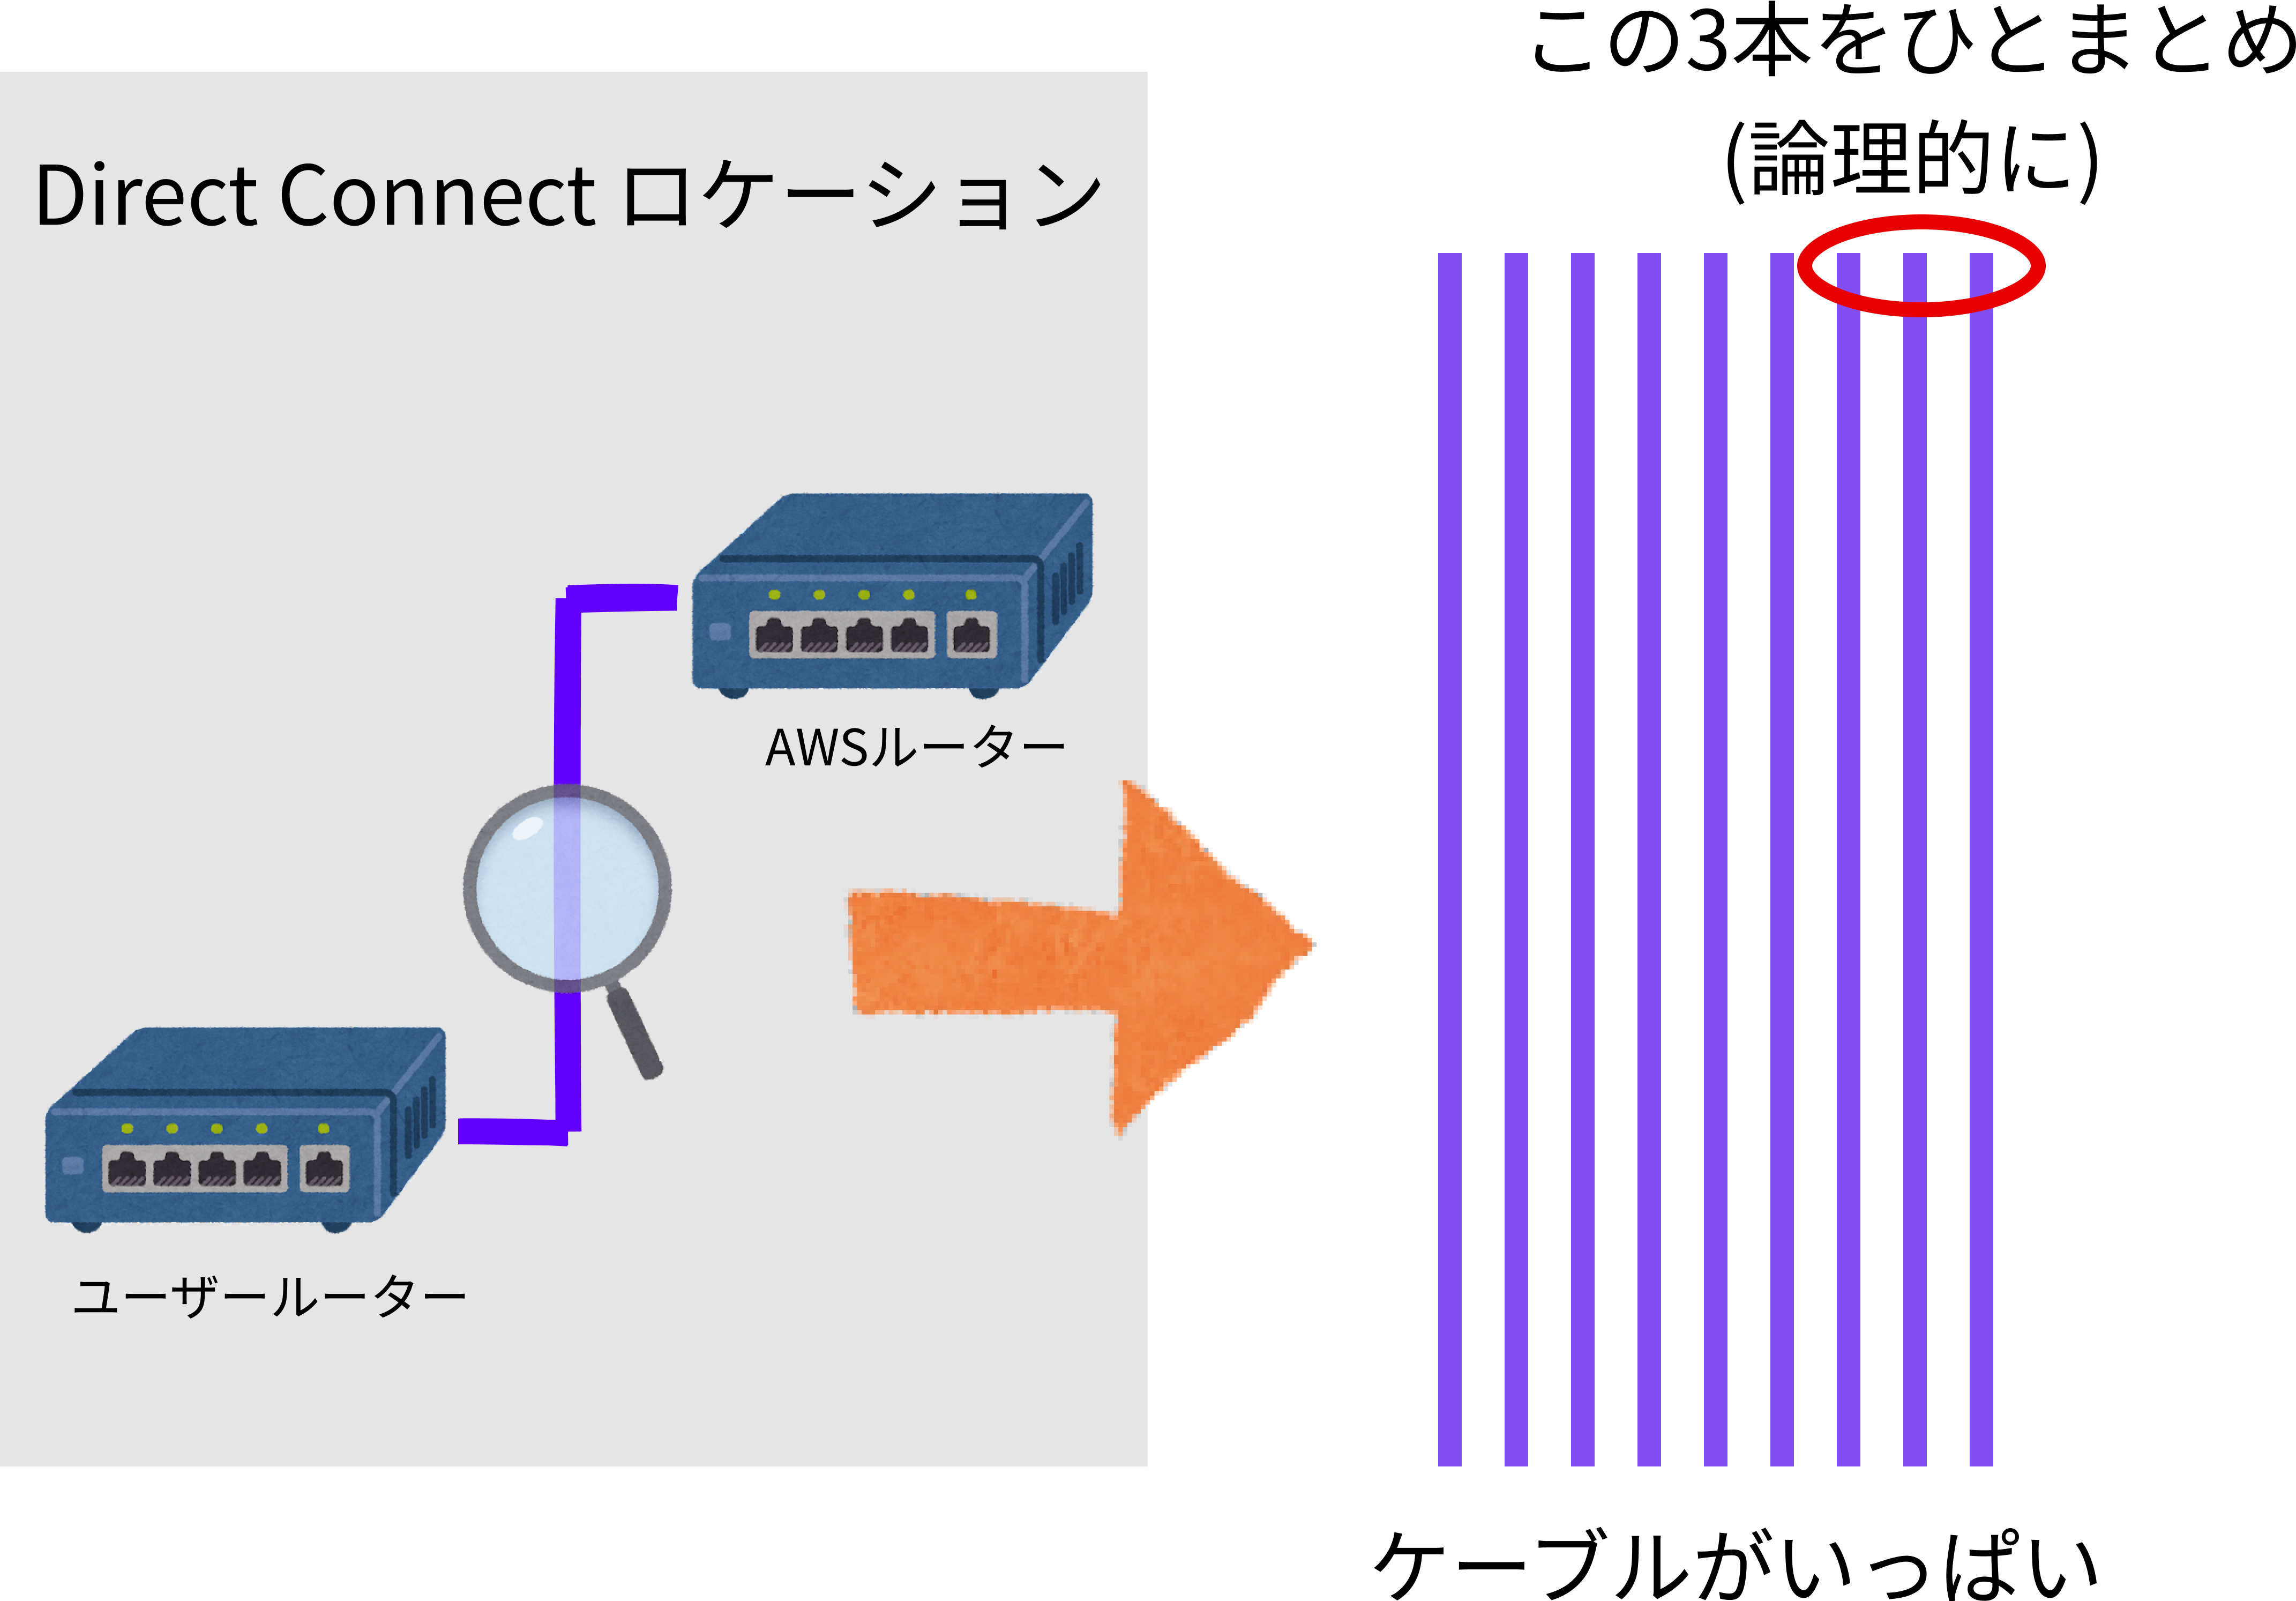 この3本をひとまとめ
(論理的に)
Direct Connect ロケーション
AWSルーター
ユーザールーター
ケーブルがいっぱい